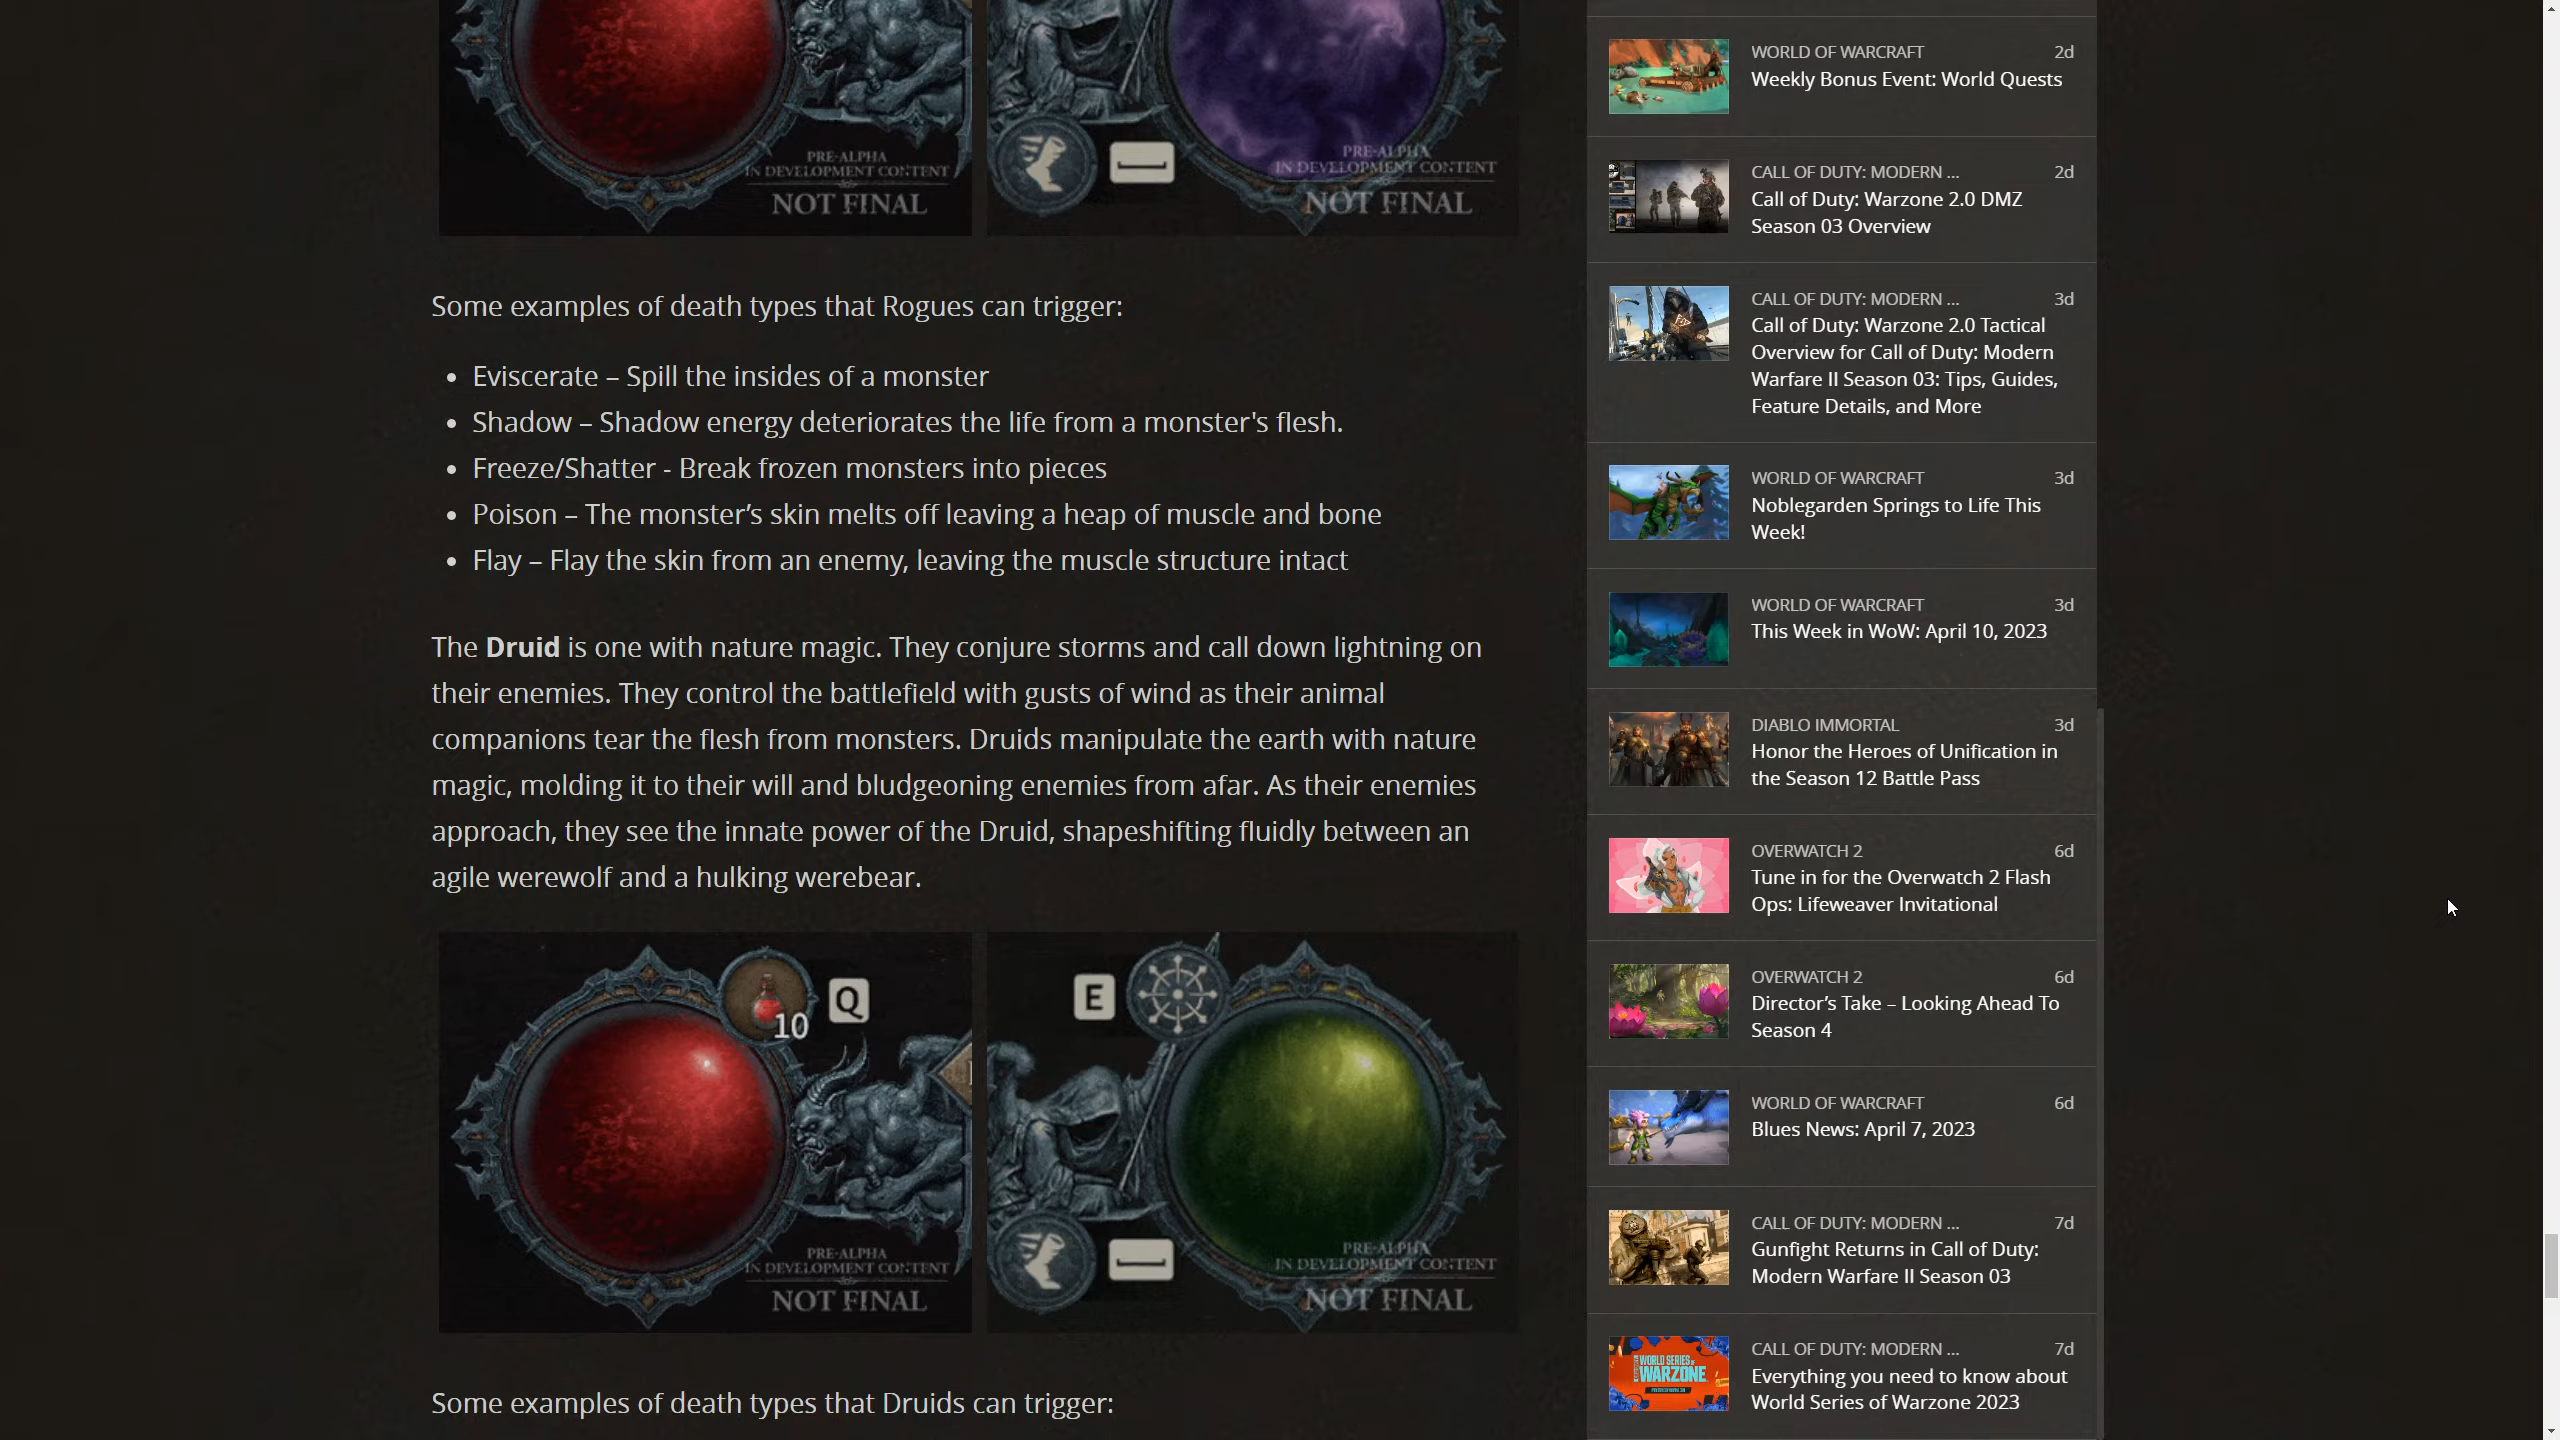 PRE-ALPHA
IN DEVELOPMENT CONTENT
NOT FINAL
PRE-ALPHA
IN DEVELOPMENT CONTENT
NOT FINAL
Some examples of death types that Rogues can trigger:
• Eviscerate – Spill the insides of a monster
• Shadow – Shadow energy deteriorates the life from a monster's flesh.
• Freeze/Shatter - Break frozen monsters into pieces
• Poison – The monster’s skin melts off leaving a heap of muscle and bone
• Flay – Flay the skin from an enemy, leaving the muscle structure intact
The Druid is one with nature magic. They conjure storms and call down lightning on
their enemies. They control the battlefield with gusts of wind as their animal
companions tear the flesh from monsters. Druids manipulate the earth with nature
magic, molding it to their will and bludgeoning enemies from afar. As their enemies
approach, they see the innate power of the Druid, shapeshifting fluidly between an
agile werewolf and a hulking werebear.
10
Q
PRE-ALPHA
IN DEVELOPMENT CONTENT
NOT FINAL
E
PRE-ALPHA
IN DEVELOPMENT CONTENT
NOT FINAL
Some examples of death types that Druids can trigger:
WORLD OF WARCRAFT 2d
Weekly Bonus Event: World Quests
CALL OF DUTY: MODERN ... 2d
Call of Duty: Warzone 2.0 DMZ
Season 03 Overview
CALL OF DUTY: MODERN ... 3d
Call of Duty: Warzone 2.0 Tactical
Overview for Call of Duty: Modern
Warfare II Season 03: Tips, Guides,
Feature Details, and More
WORLD OF WARCRAFT 3d
Noblegarden Springs to Life This
Week!
WORLD OF WARCRAFT 3d
This Week in WoW: April 10, 2023
DIABLO IMMORTAL 3d
Honor the Heroes of Unification in
the Season 12 Battle Pass
OVERWATCH 2 6d
Tune in for the Overwatch 2 Flash
Ops: Lifeweaver Invitational
OVERWATCH 2 6d
Director’s Take – Looking Ahead To
Season 4
WORLD OF WARCRAFT 6d
Blues News: April 7, 2023
CALL OF DUTY: MODERN ... 7d
Gunfight Returns in Call of Duty:
Modern Warfare II Season 03
WORLD SERIES
WARZONE
CALL OF DUTY: MODERN ... 7d
Everything you need to know about
World Series of Warzone 2023